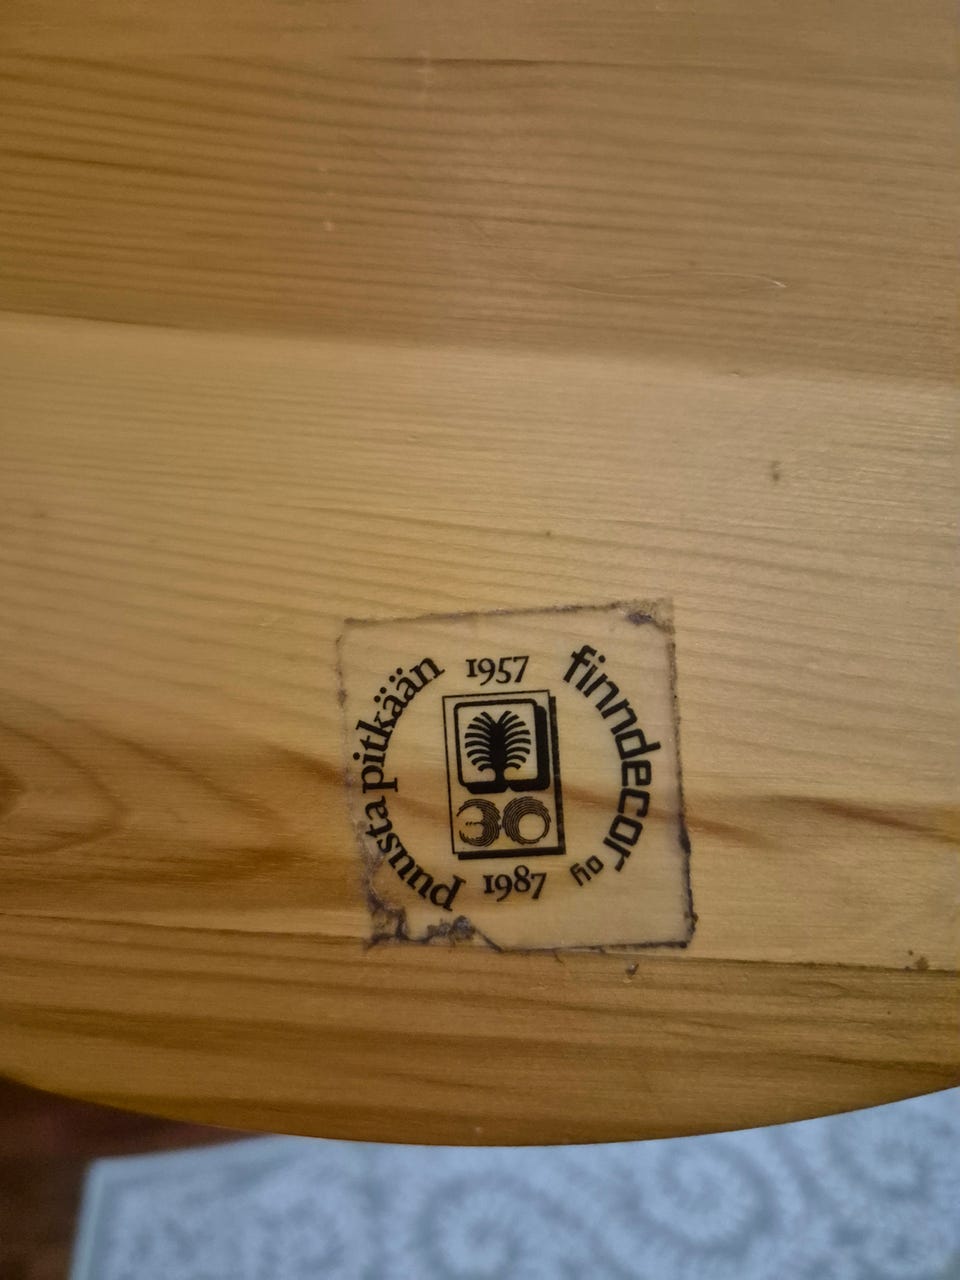 1957
puusta pitkään
finndecor oy
30
1987